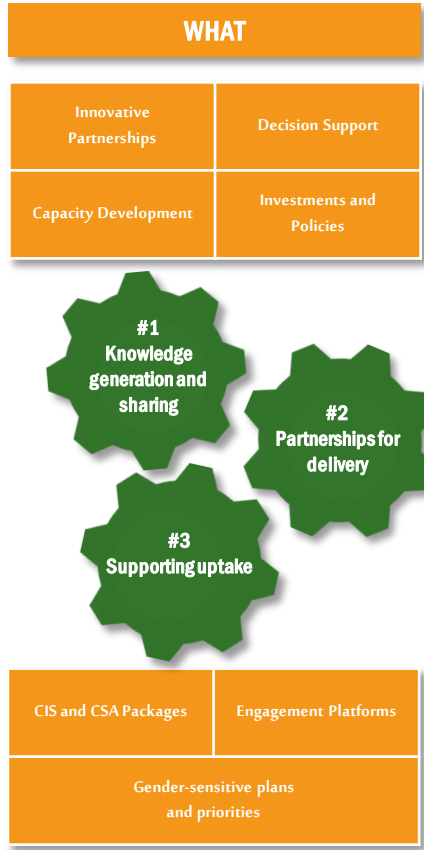 WHAT
Innovative
Partnerships
Decision Support
Capacity Development
Investments and
Policies
#1
Knowledge
generation and
sharing
#2
Partnerships for
delivery
#3
Supporting uptake
CIS and CSA Packages
Engagement Platforms
Gender-sensitive plans
and priorities